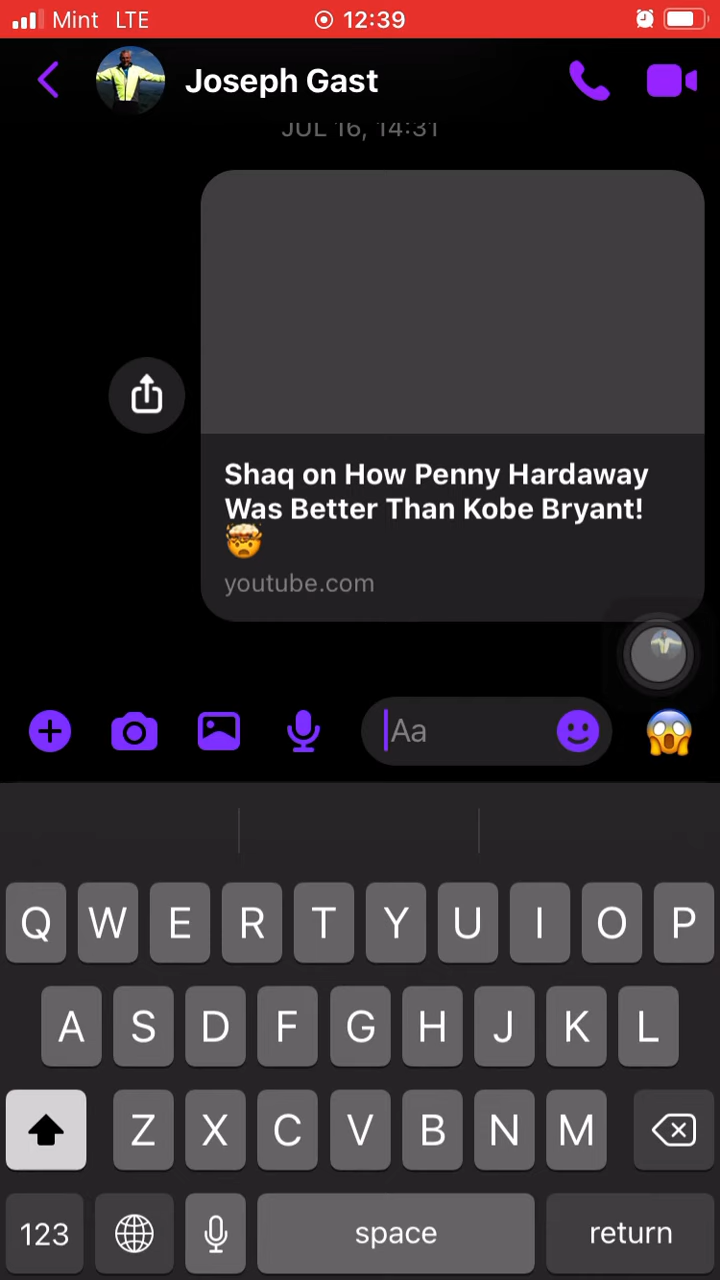 Mint LTE 12:39
Joseph Gast
JUL 16, 14:31
Shaq on How Penny Hardaway
Was Better Than Kobe Bryant!
🤯
youtube.com
Aa
Q W E R T Y U I O P
A S D F G H J K L
Z X C V B N M
123 space return